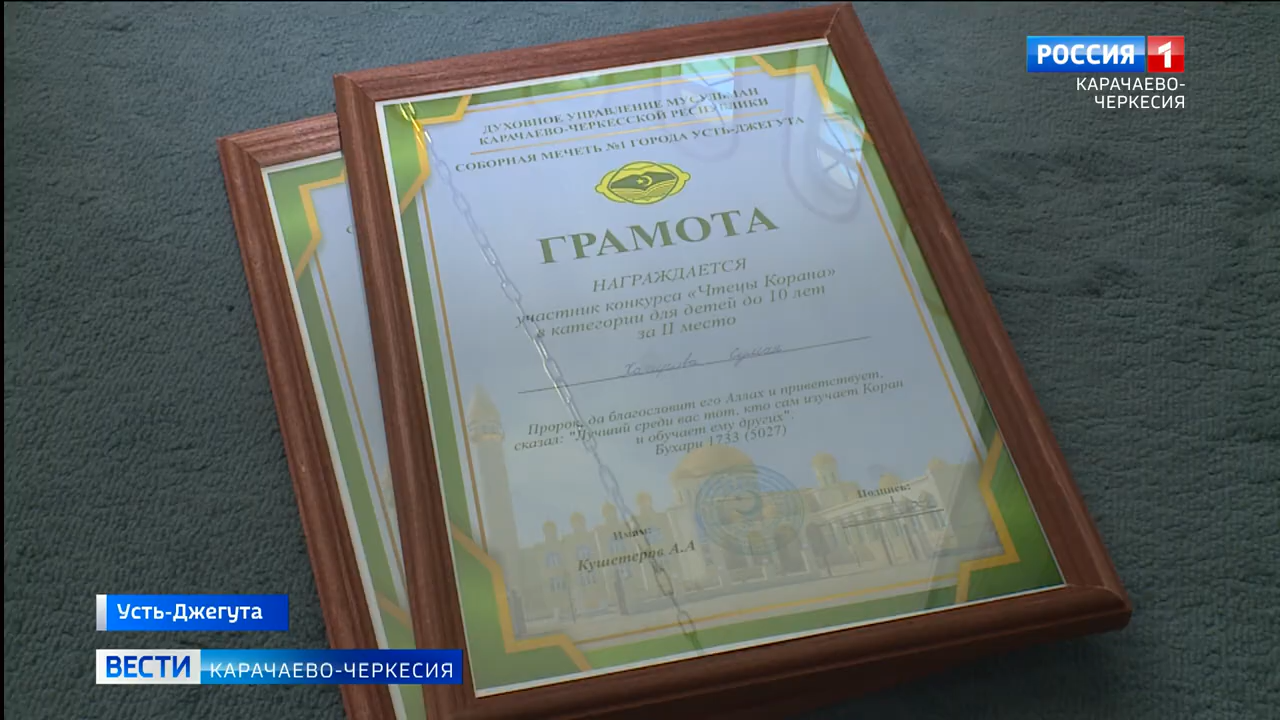 РОССИЯ 1
КАРАЧАЕВО-
ЧЕРКЕСИЯ
ДУХОВНОЕ УПРАВЛЕНИЕ МУСУЛЬМАН
КАРАЧАЕВО-ЧЕРКЕССКОЙ РЕСПУБЛИКИ
СОБОРНАЯ МЕЧЕТЬ №1 ГОРОДА УСТЬ-ДЖЕГУТА
ГРАМОТА
НАГРАЖДАЕТСЯ
участник конкурса «Чтецы Корана»
в категории для детей до 10 лет
за II место
Пророк, да благословит его Аллах и приветствует,
сказал: "Лучший среди вас тот, кто сам изучает Коран
и обучает ему других".
Бухари 1733 (5027)
Подпись:
Имам:
Кушетеров А.А
Усть-Джегута
ВЕСТИ КАРАЧАЕВО-ЧЕРКЕСИЯ